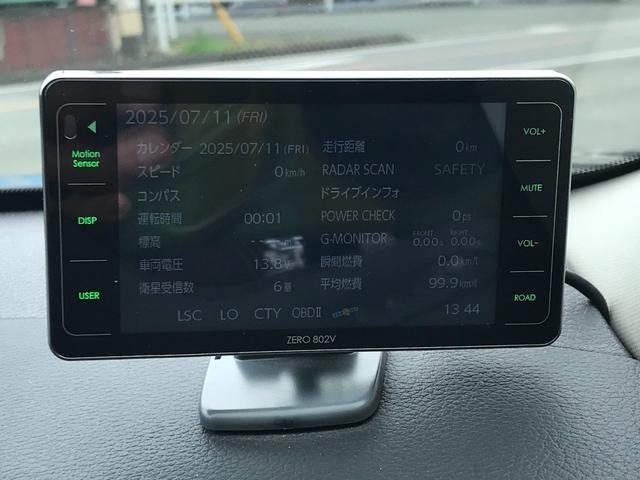 2025/07/11 (FRI)
カレンダー 2025/07/11 (FRI) 走行距離 0km
スピード 0km/h RADAR SCAN SAFETY
コンパス ドライブインフォ
運転時間 00:01 POWER CHECK 0ps
標高 G-MONITOR FRONT 0.00G RIGHT 0.00G
車両電圧 13.8V 瞬間燃費 0.0km/l
衛星受信数 6基 平均燃費 99.9km/l
LSC LO CTY OBDⅡ 13:44
Motion
Sensor
DISP
USER
VOL+
MUTE
VOL-
ROAD
ZERO 802V